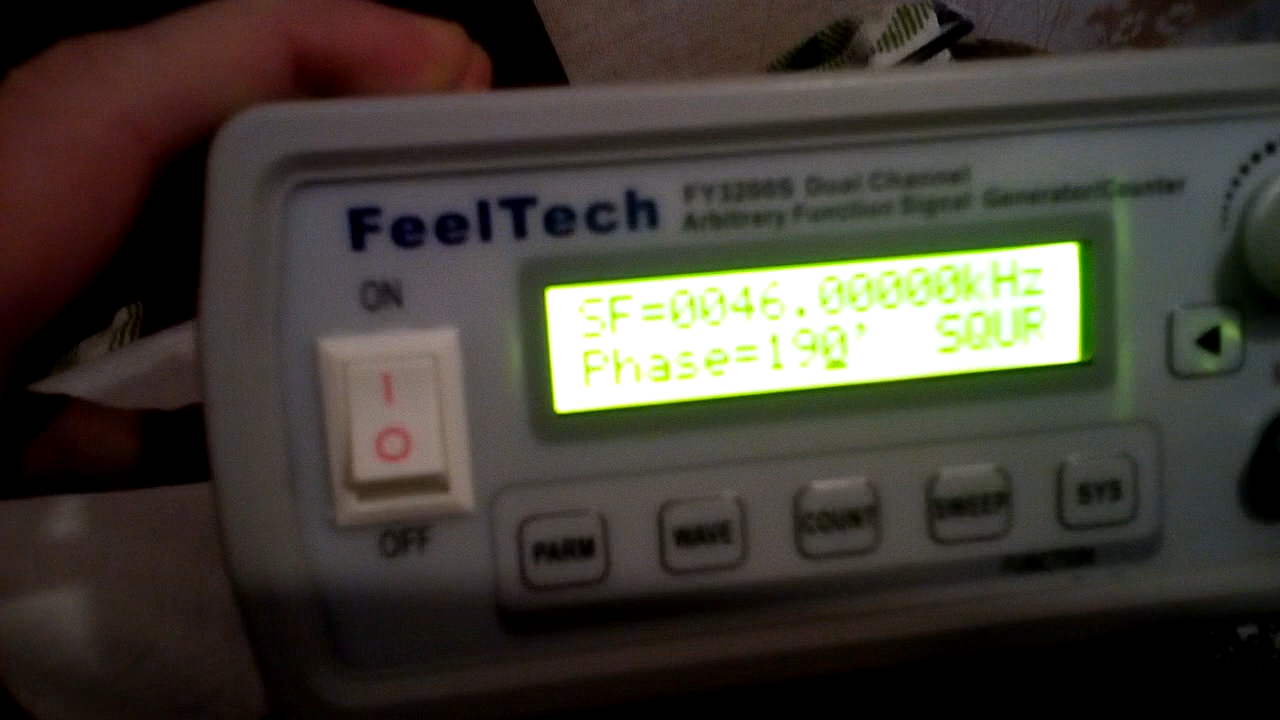 FeelTech
FY3200S Dual Channel
Arbitrary Function Signal Generator/Counter
ON
SF=0046.00000kHz
Phase=190' SQUR
I
O
OFF
PARM
WAVE
COUNT
SWEEP
SYS
FUNCTION